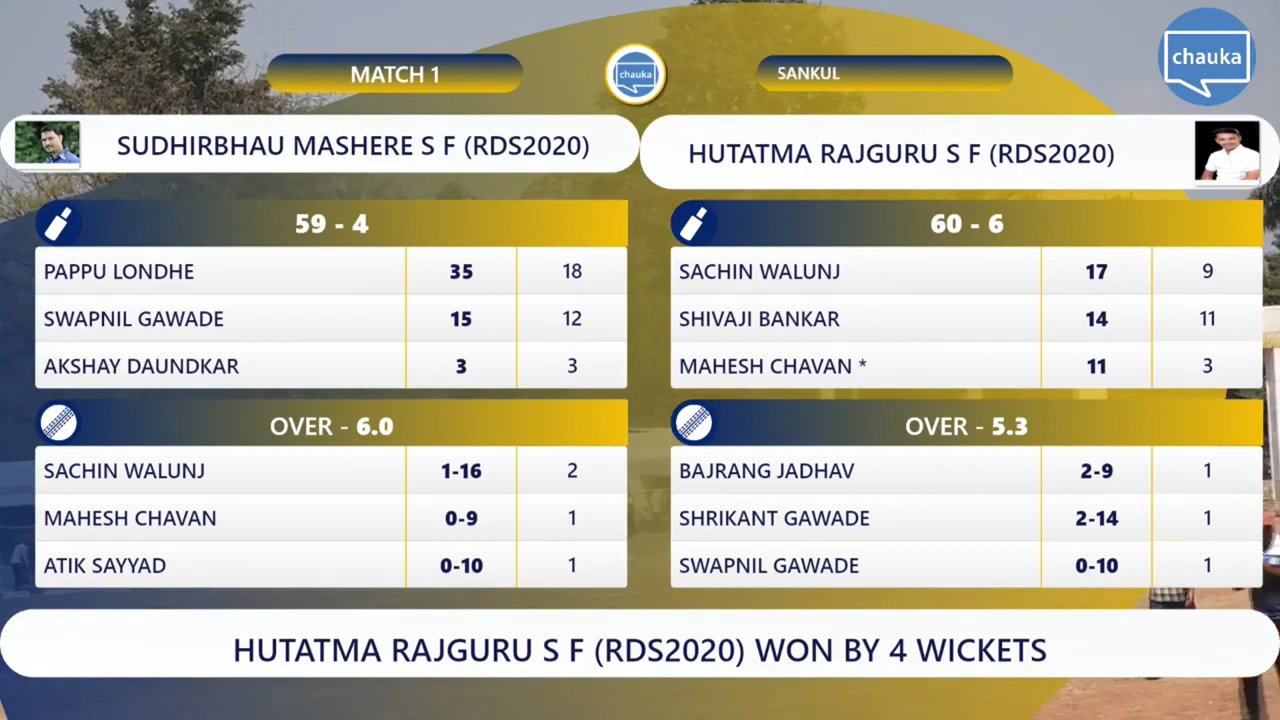 MATCH 1
chauka
SANKUL
chauka
SUDHIRBHAU MASHERE S F (RDS2020)
HUTATMA RAJGURU S F (RDS2020)
59 - 4
PAPPU LONDHE 35 18
SWAPNIL GAWADE 15 12
AKSHAY DAUNDKAR 3 3
60 - 6
SACHIN WALUNJ 17 9
SHIVAJI BANKAR 14 11
MAHESH CHAVAN * 11 3
OVER - 6.0
SACHIN WALUNJ 1-16 2
MAHESH CHAVAN 0-9 1
ATIK SAYYAD 0-10 1
OVER - 5.3
BAJRANG JADHAV 2-9 1
SHRIKANT GAWADE 2-14 1
SWAPNIL GAWADE 0-10 1
HUTATMA RAJGURU S F (RDS2020) WON BY 4 WICKETS